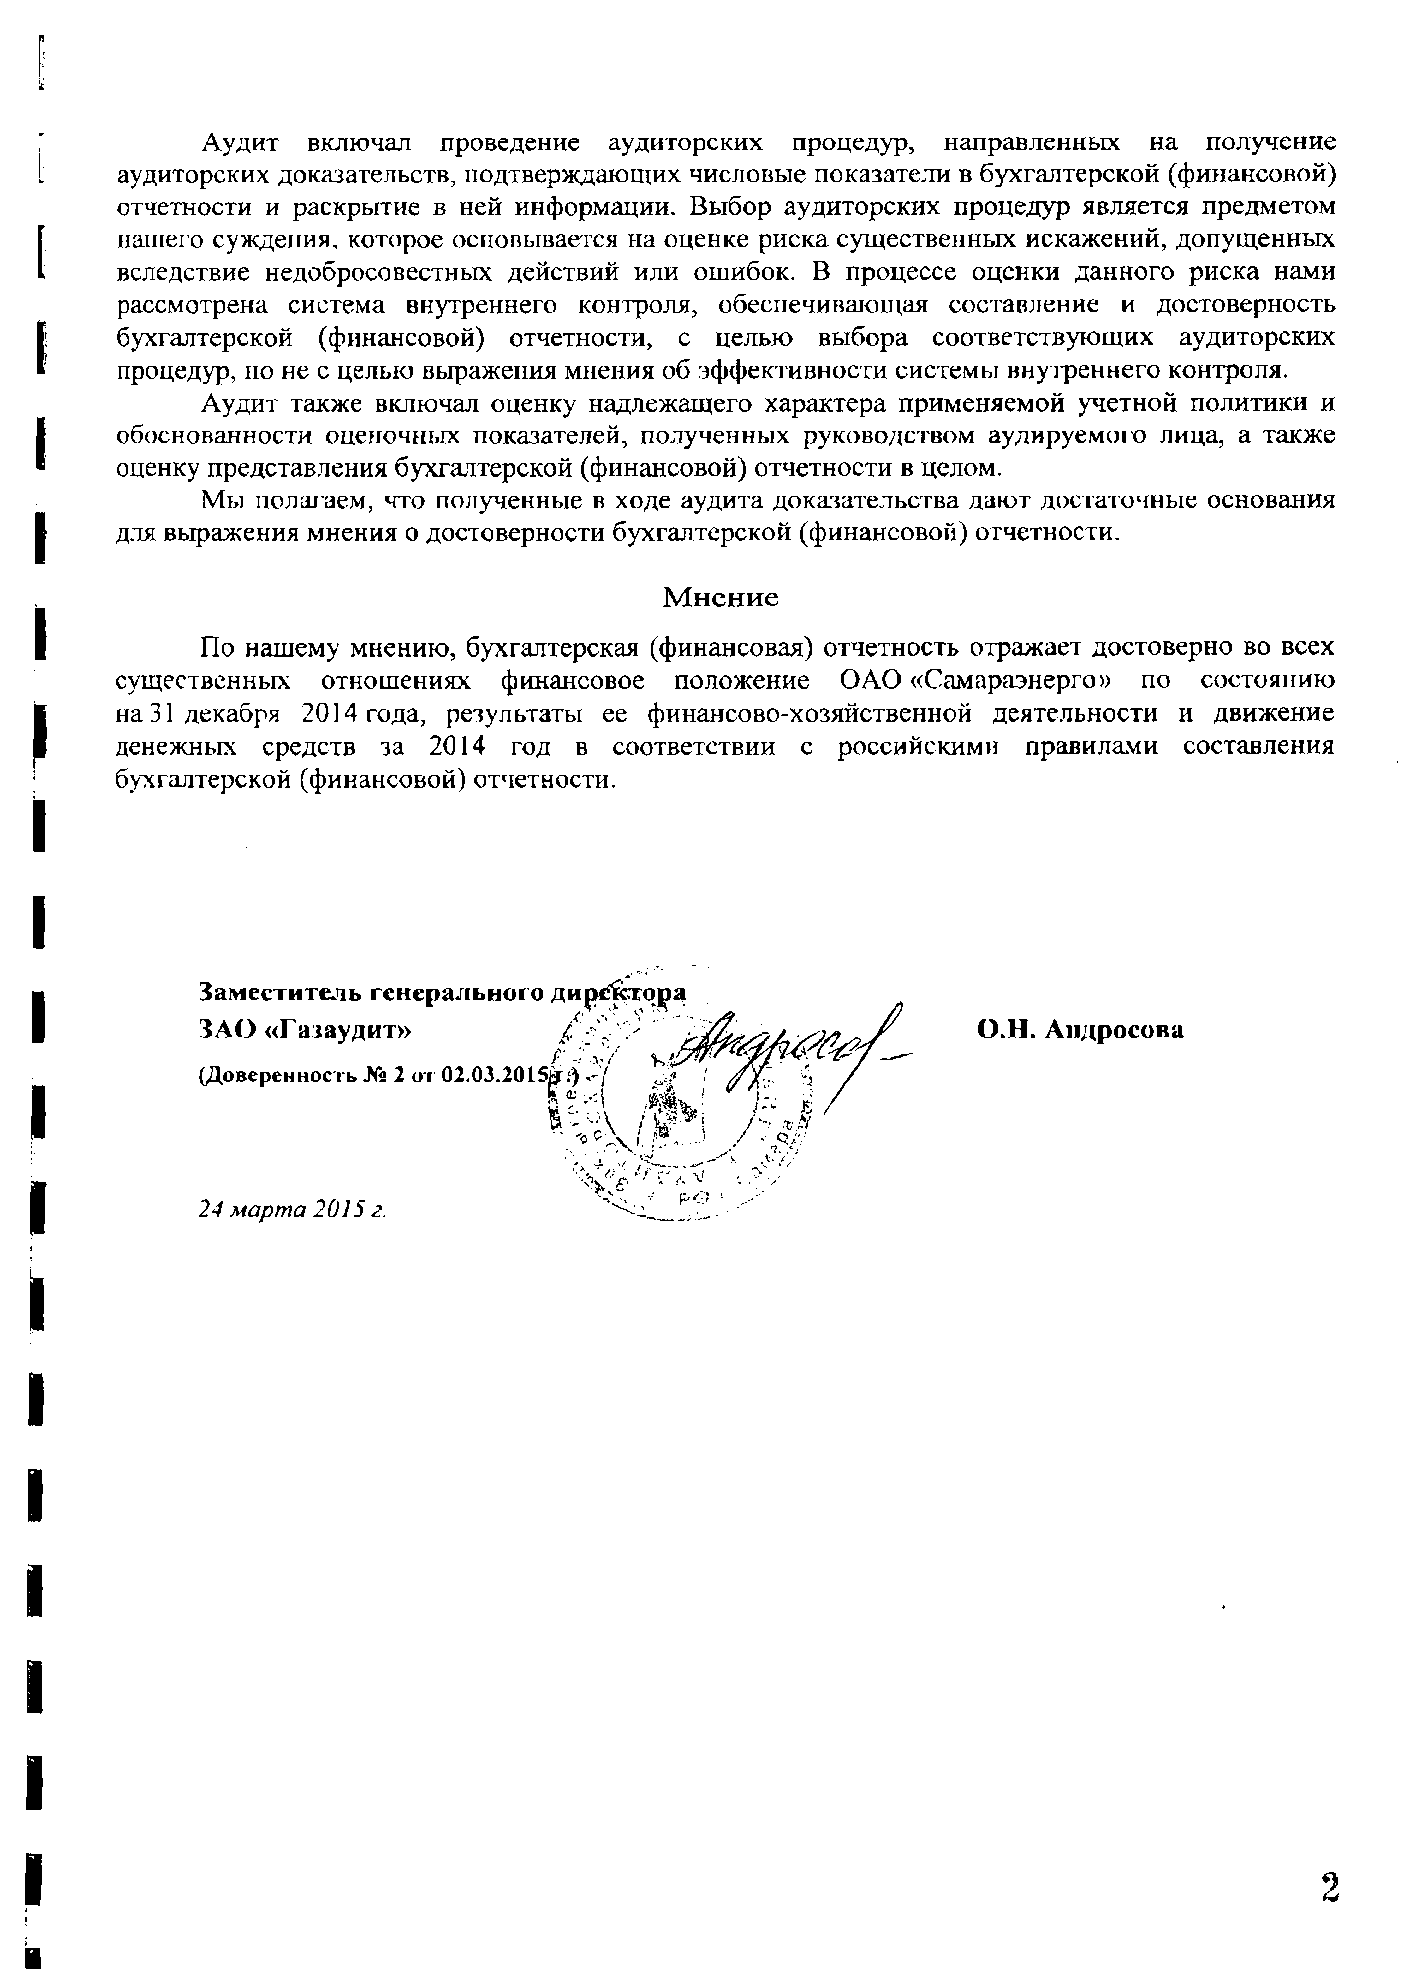 Аудит включал проведение аудиторских процедур, направленных на получение
аудиторских доказательств, подтверждающих числовые показатели в бухгалтерской (финансовой)
отчетности и раскрытие в ней информации. Выбор аудиторских процедур является предметом
нашего суждения, которое основывается на оценке риска существенных искажений, допущенных
вследствие недобросовестных действий или ошибок. В процессе оценки данного риска нами
рассмотрена система внутреннего контроля, обеспечивающая составление и достоверность
бухгалтерской (финансовой) отчетности, с целью выбора соответствующих аудиторских
процедур, но не с целью выражения мнения об эффективности системы внутреннего контроля.
Аудит также включал оценку надлежащего характера применяемой учетной политики и
обоснованности оценочных показателей, полученных руководством аудируемого лица, а также
оценку представления бухгалтерской (финансовой) отчетности в целом.
Мы полагаем, что полученные в ходе аудита доказательства дают достаточные основания
для выражения мнения о достоверности бухгалтерской (финансовой) отчетности.
Мнение
По нашему мнению, бухгалтерская (финансовая) отчетность отражает достоверно во всех
существенных отношениях финансовое положение ОАО «Самараэнерго» по состоянию
на 31 декабря 2014 года, результаты ее финансово-хозяйственной деятельности и движение
денежных средств за 2014 год в соответствии с российскими правилами составления
бухгалтерской (финансовой) отчетности.
Заместитель генерального директора
ЗАО «Газаудит»
О.Н. Андросова
(Доверенность № 2 от 02.03.2015 г.)
24 марта 2015 г.
2